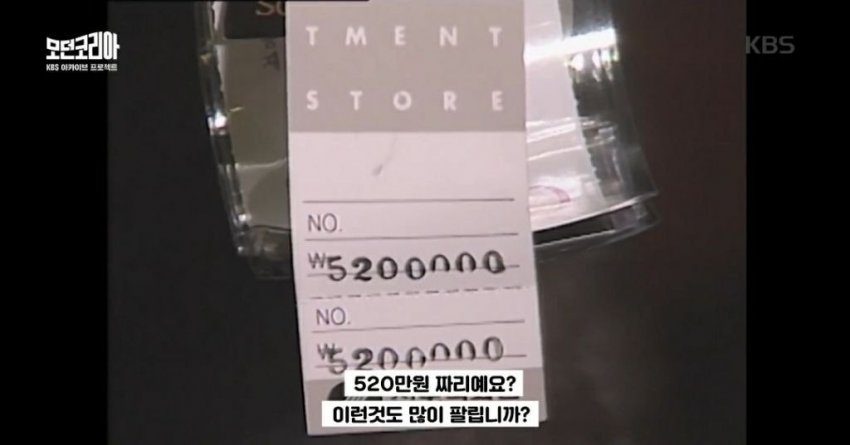 모던코리아
KBS 아카이브 프로젝트
KBS
TMENT
STORE
NO.
₩5200000
NO.
₩5200000
520만원 짜리예요?
이런것도 많이 팔립니까?